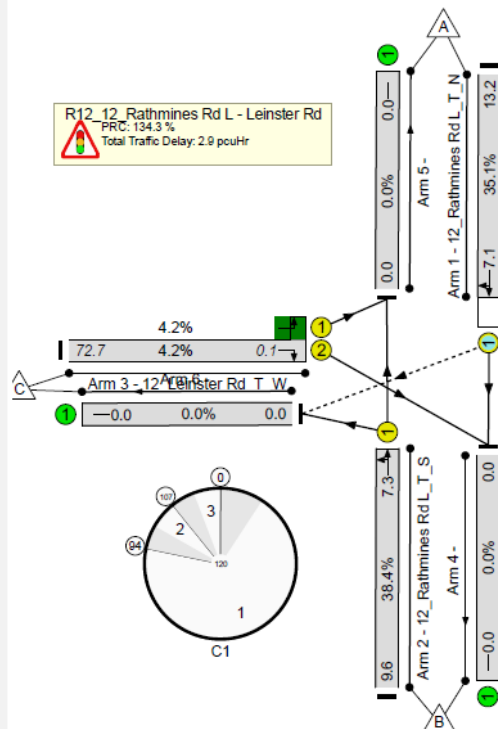 A
1
R12_12_Rathmines Rd L - Leinster Rd
PRC: 134.3 %
Total Traffic Delay: 2.9 pcuHr
0.0
0.0%
0.0
Arm 5 -
Arm 1 - 12_Rathmines Rd L_T_N
13.2
35.1%
7.1
4.2%
1
72.7
4.2%
0.1
2
1
C
Arm 6
Arm 3 - 12_Leinster Rd_T_W
1
0.0
0.0%
0.0
1
0
107
94
3
2
120
1
C1
7.3
38.4%
9.6
Arm 2 - 12_Rathmines Rd L_T_S
Arm 4 -
0.0
0.0%
0.0
1
B